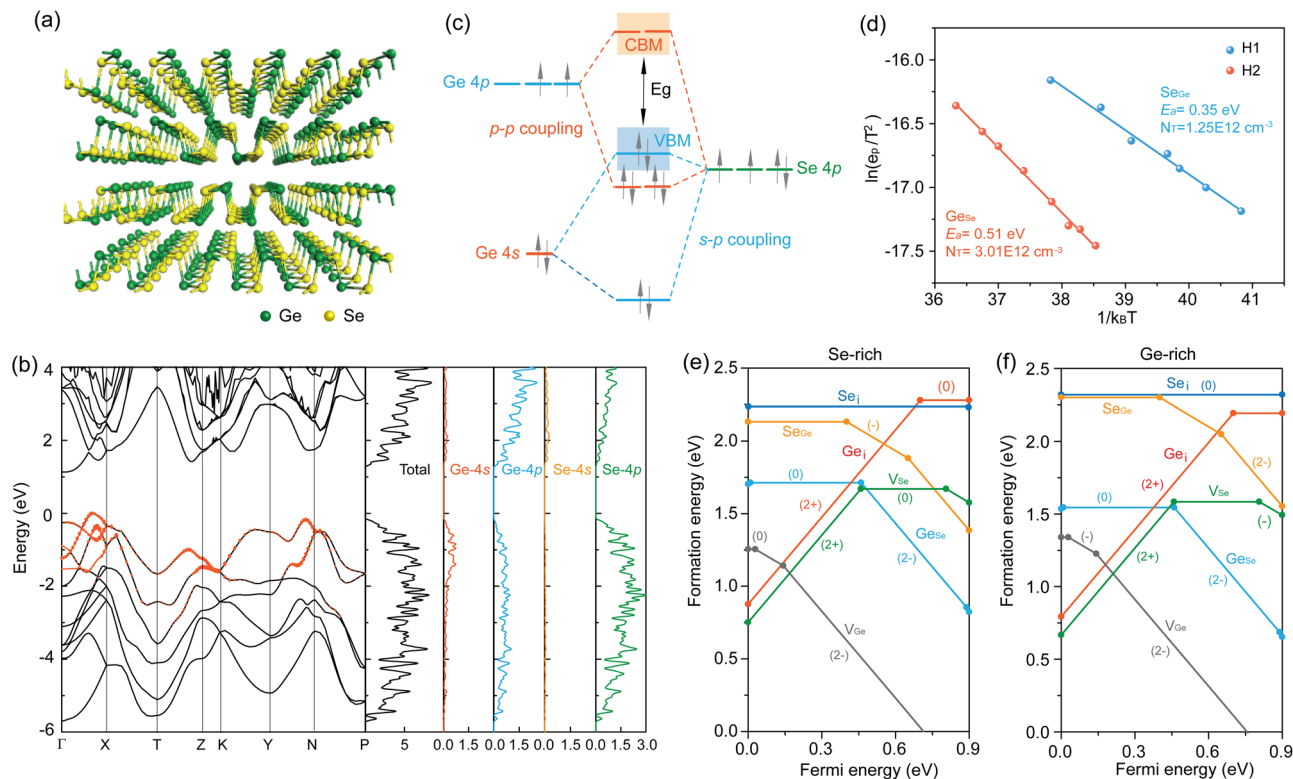 (a)
Ge
Se
(b)
Energy (eV)
4
2
0
-2
-4
-6
Γ
X
T
Z
K
Y
N
P
Total
Ge-4s
Ge-4p
Se-4s
Se-4p
5
0.0
1.5
0.0
1.5
0.0
1.5
0.0
1.5
3.0
(c)
CBM
Ge 4p
Eg
p-p coupling
VBM
Se 4p
Ge 4s
s-p coupling
(d)
ln(eₚ/T²)
-16.0
-16.5
-17.0
-17.5
H1
H2
SeGe
Ea= 0.35 eV
NT=1.25E12 cm⁻³
GeSe
Ea= 0.51 eV
NT= 3.01E12 cm⁻³
36
37
38
39
40
41
1/kBT
(e)
Se-rich
Formation energy (eV)
2.5
2.0
1.5
1.0
0.5
0.0
(0)
Sei
SeGe
(-)
Gei
(0)
VSe
(0)
(2+)
(0)
(2+)
GeSe
(2-)
VGe
(2-)
0.0
0.3
0.6
0.9
Fermi energy (eV)
(f)
Ge-rich
Formation energy (eV)
2.5
2.0
1.5
1.0
0.5
0.0
Sei (0)
SeGe
Gei
(2-)
(0)
(2+)
VSe
(-)
(-)
(2+)
GeSe
(2-)
VGe
(2-)
0.0
0.3
0.6
0.9
Fermi energy (eV)